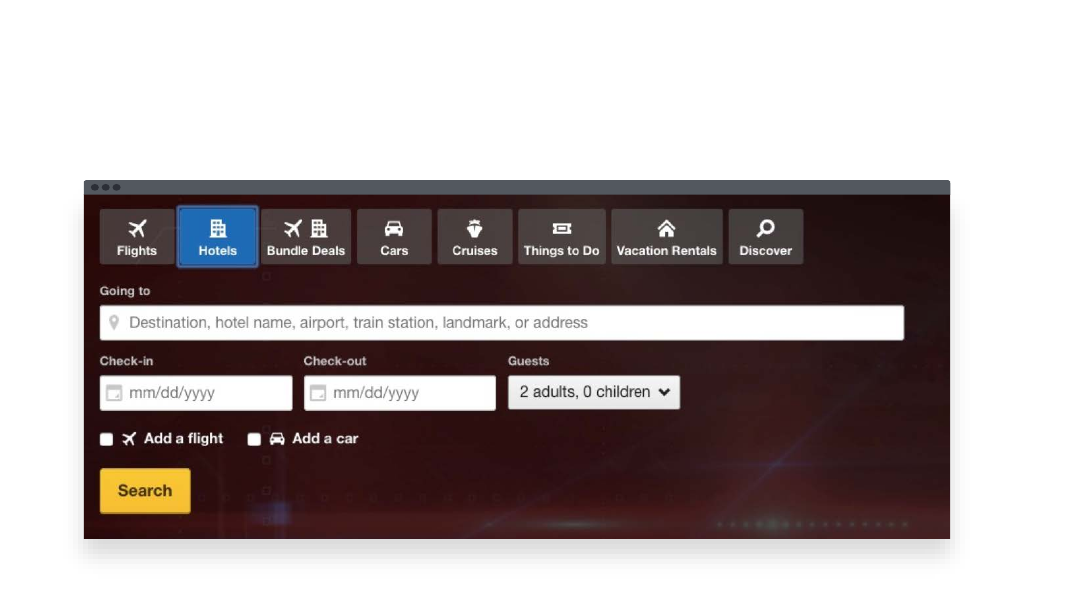 Flights
Hotels
Bundle Deals
Cars
Cruises
Things to Do
Vacation Rentals
Discover
Going to
Destination, hotel name, airport, train station, landmark, or address
Check-in
Check-out
Guests
mm/dd/yyyy
mm/dd/yyyy
2 adults, 0 children
Add a flight
Add a car
Search